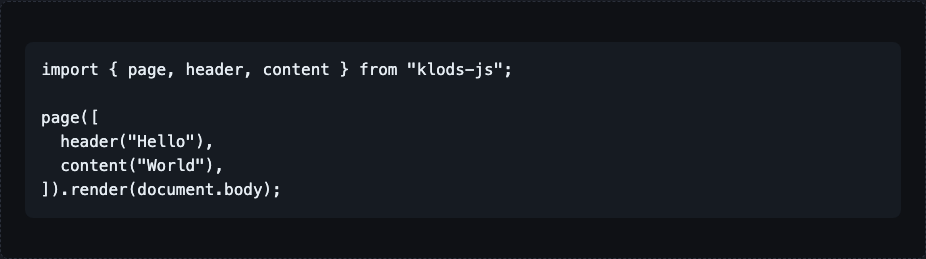 import { page, header, content } from "klods-js";

page([
  header("Hello"),
  content("World"),
]).render(document.body);